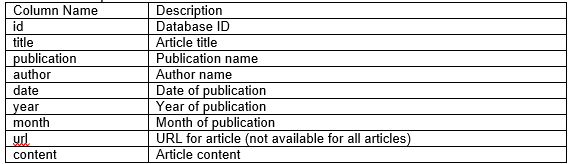 Column Name Description
id Database ID
title Article title
publication Publication name
author Author name
date Date of publication
year Year of publication
month Month of publication
url URL for article (not available for all articles)
content Article content